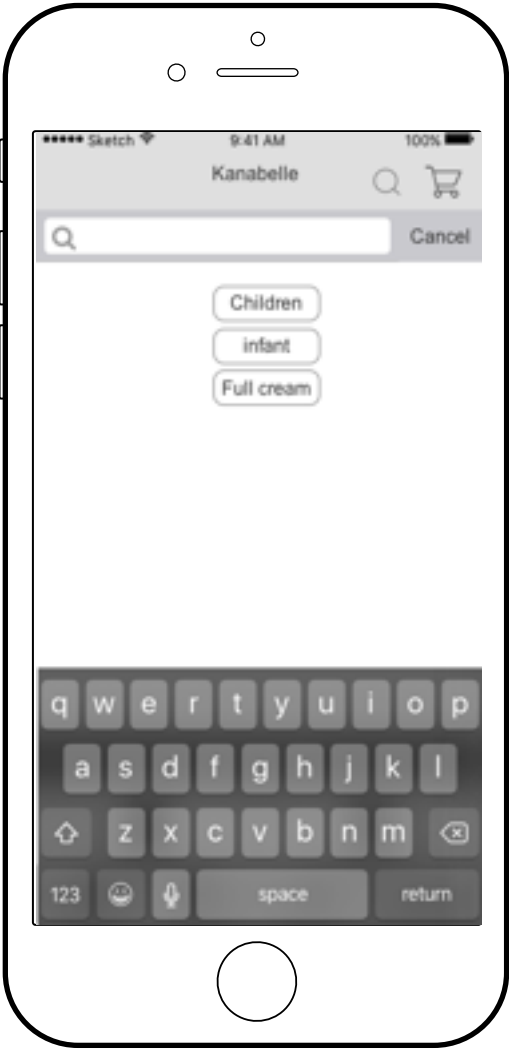 Sketch 9:41 AM 100%
Kanabelle
Cancel
Children
infant
Full cream
q w e r t y u i o p
a s d f g h j k l
z x c v b n m
123 space return